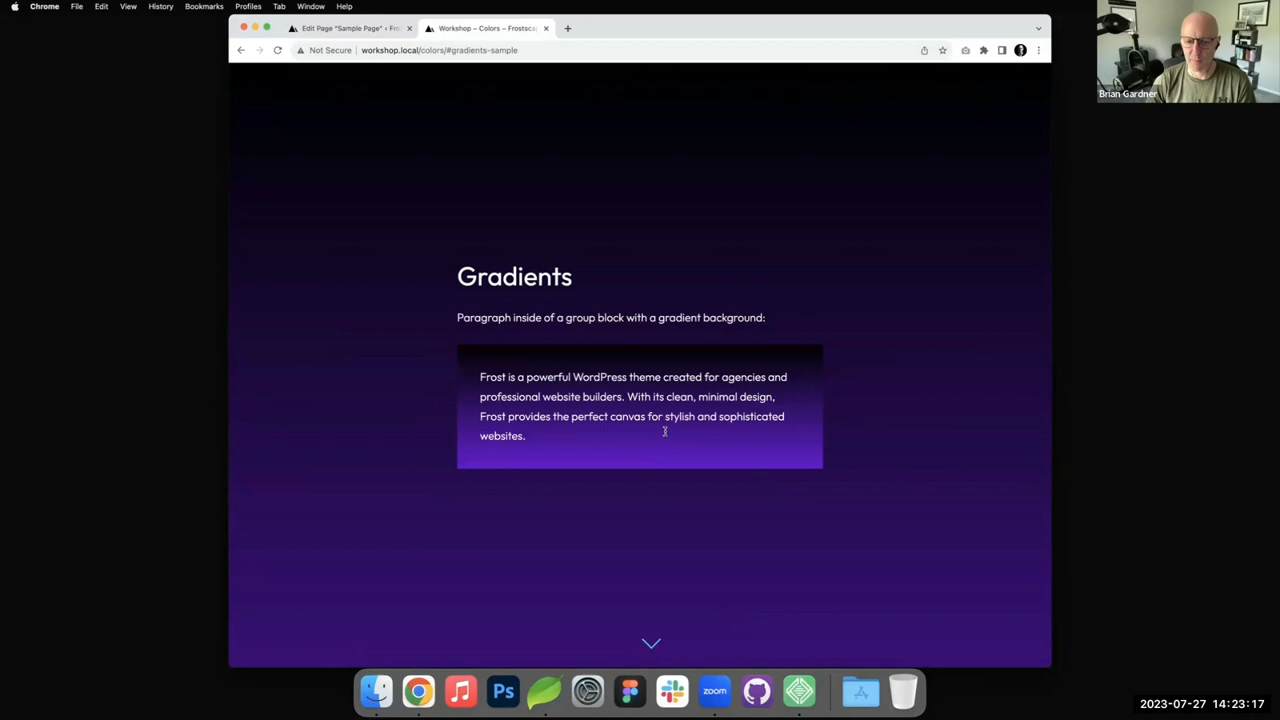 Chrome File Edit View History Bookmarks Profiles Tab Window Help
Edit Page "Sample Page" ‹ Fro
Workshop – Colors – Frostsca
Not Secure workshop.local/colors/#gradients-sample
Brian Gardner
Gradients
Paragraph inside of a group block with a gradient background:
Frost is a powerful WordPress theme created for agencies and
professional website builders. With its clean, minimal design,
Frost provides the perfect canvas for stylish and sophisticated
websites.
Ps
zoom
2023-07-27 14:23:17